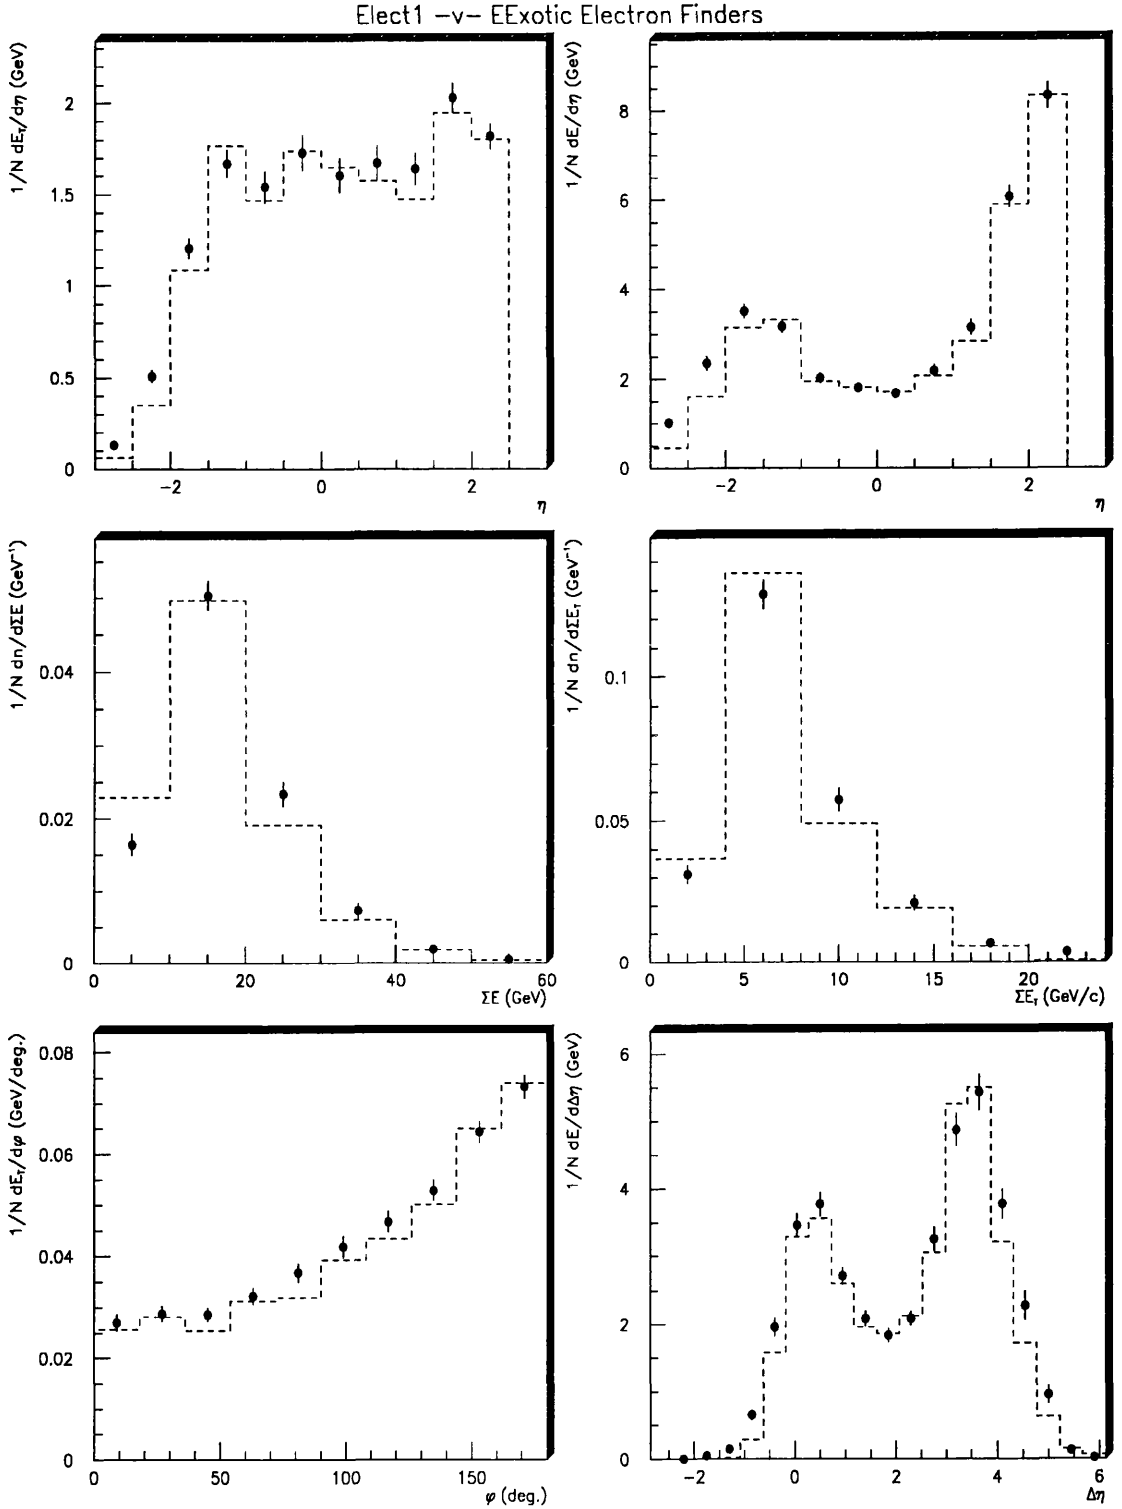 Elect1 −v− EExotic Electron Finders
1/N dE_T/dη (GeV)
2
1.5
1
0.5
0
−2 0 2
η
1/N dE/dη (GeV)
8
6
4
2
0
−2 0 2
η
1/N dn/dΣE (GeV⁻¹)
0.04
0.02
0
0 20 40 60
ΣE (GeV)
1/N dn/dΣE_T (GeV⁻¹)
0.1
0.05
0
0 5 10 15 20
ΣE_T (GeV/c)
1/N dE_T/dφ (GeV/deg.)
0.08
0.06
0.04
0.02
0
0 50 100 150
φ (deg.)
1/N dE/dΔη (GeV)
6
4
2
0
−2 0 2 4 6
Δη